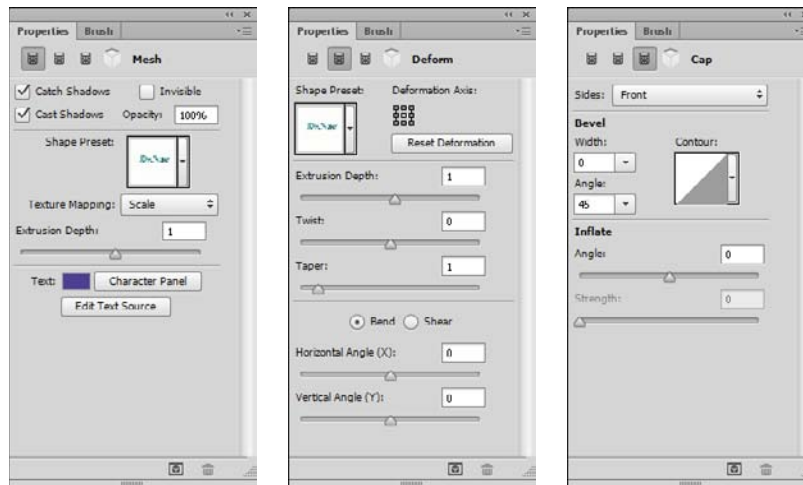 Properties Brush
Mesh
Catch Shadows Invisible
Cast Shadows Opacity: 100%
Shape Preset:
Texture Mapping: Scale
Extrusion Depth: 1
Text: Character Panel
Edit Text Source
Properties Brush
Deform
Shape Preset: Deformation Axis:
Reset Deformation
Extrusion Depth: 1
Twist: 0
Taper: 1
Bend Shear
Horizontal Angle (X): 0
Vertical Angle (Y): 0
Properties Brush
Cap
Sides: Front
Bevel
Width: Contour:
0
Angle:
45
Inflate
Angle: 0
Strength: 0